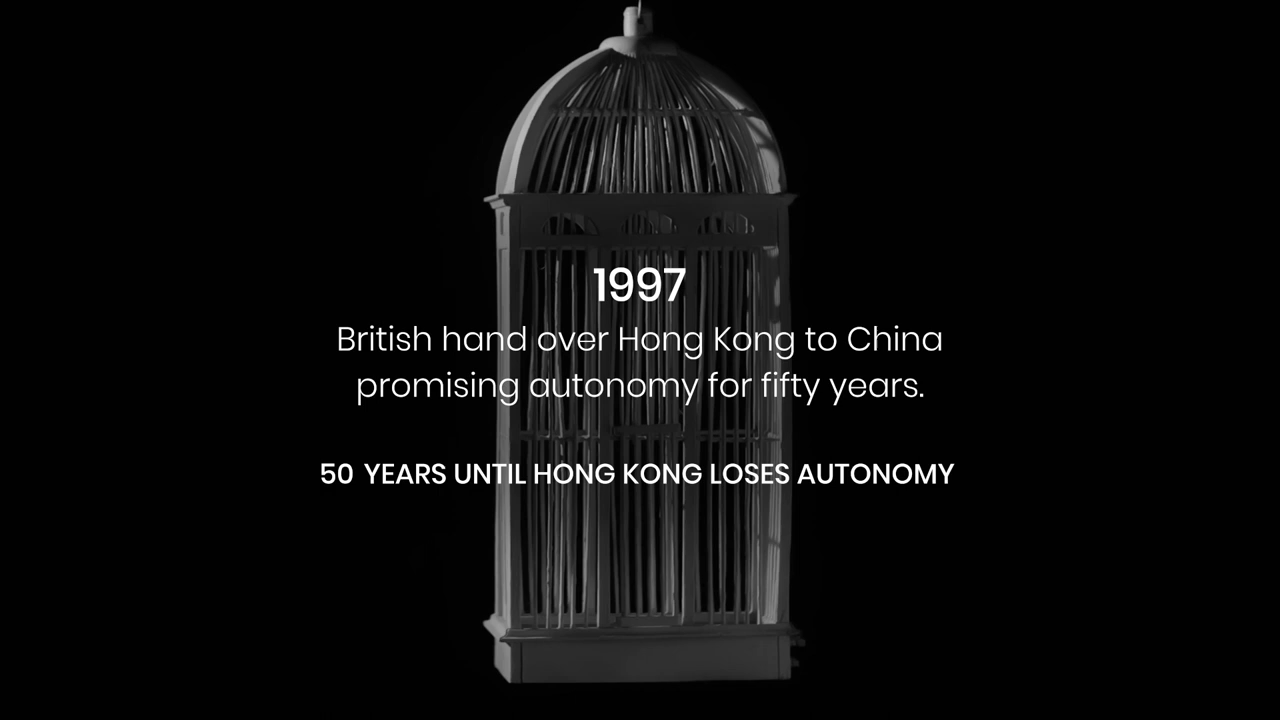 1997
British hand over Hong Kong to China
promising autonomy for fifty years.
50 YEARS UNTIL HONG KONG LOSES AUTONOMY